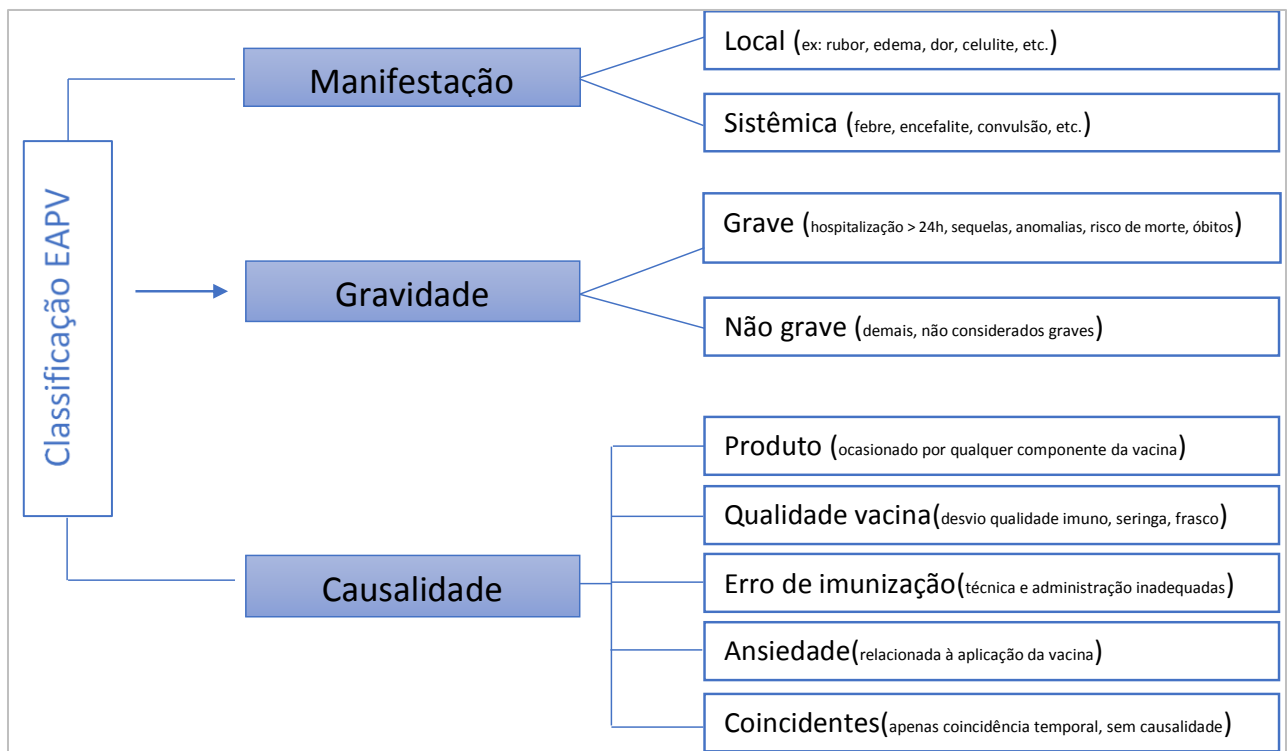 Classificação EAPV
Manifestação
Local (ex: rubor, edema, dor, celulite, etc.)
Sistêmica (febre, encefalite, convulsão, etc.)
Gravidade
Grave (hospitalização > 24h, sequelas, anomalias, risco de morte, óbitos)
Não grave (demais, não considerados graves)
Causalidade
Produto (ocasionado por qualquer componente da vacina)
Qualidade vacina(desvio qualidade imuno, seringa, frasco)
Erro de imunização(técnica e administração inadequadas)
Ansiedade(relacionada à aplicação da vacina)
Coincidentes(apenas coincidência temporal, sem causalidade)